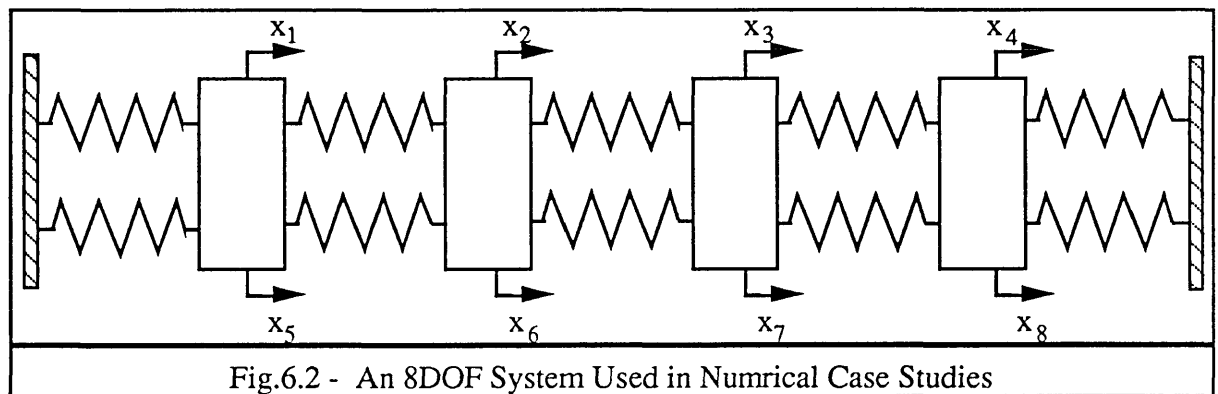 x1 x2 x3 x4
x5 x6 x7 x8
Fig.6.2 - An 8DOF System Used in Numrical Case Studies